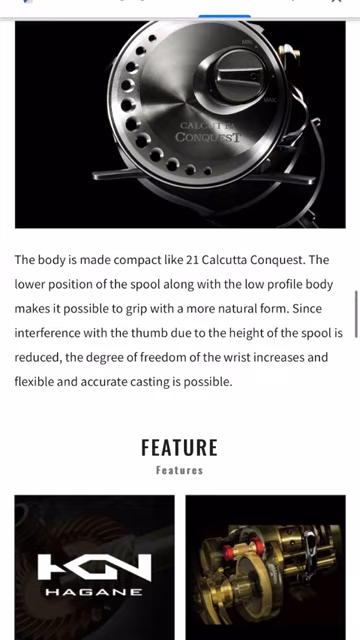 MAX
CALCUTTA
CONQUEST
The body is made compact like 21 Calcutta Conquest. The
lower position of the spool along with the low profile body
makes it possible to grip with a more natural form. Since
interference with the thumb due to the height of the spool is
reduced, the degree of freedom of the wrist increases and
flexible and accurate casting is possible.
FEATURE
Features
HAGANE